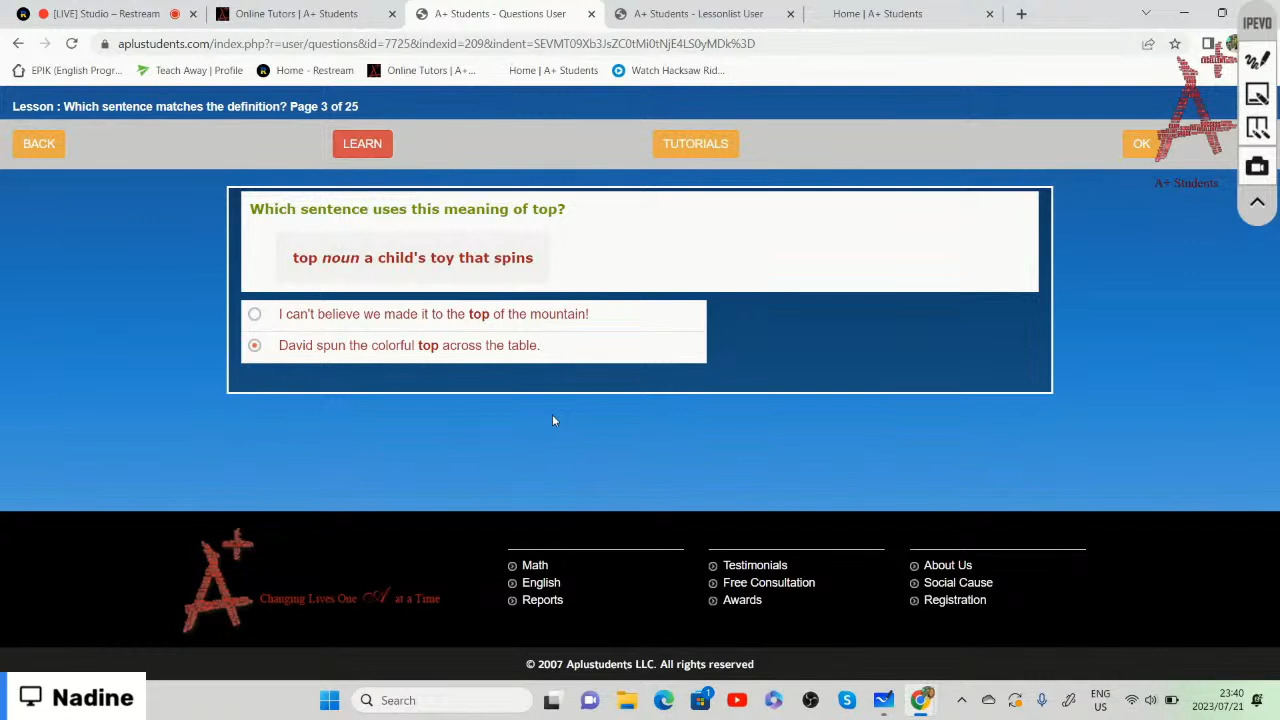 [LIVE] Studio – Restream
Online Tutors | A+ Students
A+ Students - Questions User
A+ Students - Lessonlist User
Home | A+ Students
IPEVO
aplustudents.com/index.php?r=user/questions&id=7725&indexid=209&index=SEVMT09Xb3JsZC0tMi0tNjE4LS0yMDk%3D
EPIK (English Progr...
Teach Away | Profile
Home - Restream
Online Tutors | A+...
Home | A+ Students
Watch Hacksaw Rid...
Lesson : Which sentence matches the definition? Page 3 of 25
BACK
LEARN
TUTORIALS
OK
A+ Students
Which sentence uses this meaning of top?
top noun a child's toy that spins
I can't believe we made it to the top of the mountain!
David spun the colorful top across the table.
A+
Changing Lives One A at a Time
Math
English
Reports
Testimonials
Free Consultation
Awards
About Us
Social Cause
Registration
© 2007 Aplustudents LLC. All rights reserved
Nadine
Search
1
ENG
US
23:40
2023/07/21